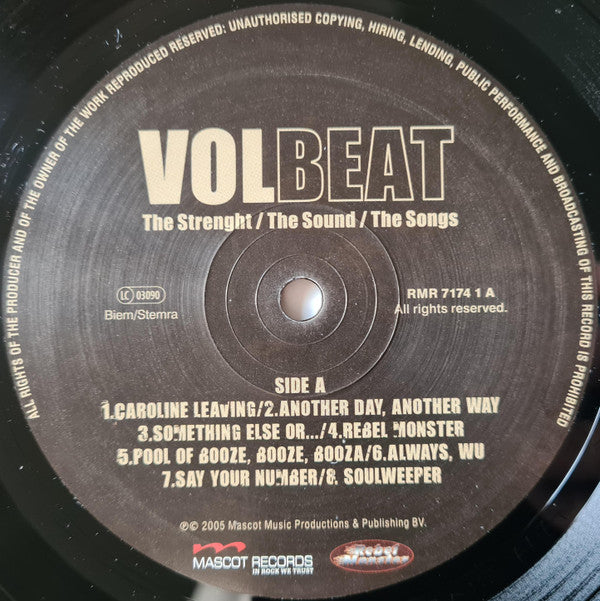 ALL RIGHTS OF THE PRODUCER AND OF THE OWNER OF THE WORK REPRODUCED RESERVED: UNAUTHORISED COPYING, HIRING, LENDING, PUBLIC PERFORMANCE AND BROADCASTING OF THIS RECORD IS PROHIBITED
VOLBEAT
The Strenght / The Sound / The Songs
LC 03090
Biem/Stemra
RMR 7174 1 A
All rights reserved.
SIDE A
1.CAROLINE LEAVING/2.ANOTHER DAY, ANOTHER WAY
3.SOMETHING ELSE OR.../4.REBEL MONSTER
5.POOL OF BOOZE, BOOZE, BOOZA/6.ALWAYS, WU
7.SAY YOUR NUMBER/8. SOULWEEPER
℗© 2005 Mascot Music Productions & Publishing BV.
MASCOT RECORDS
IN ROCK WE TRUST
Rebel
Monster